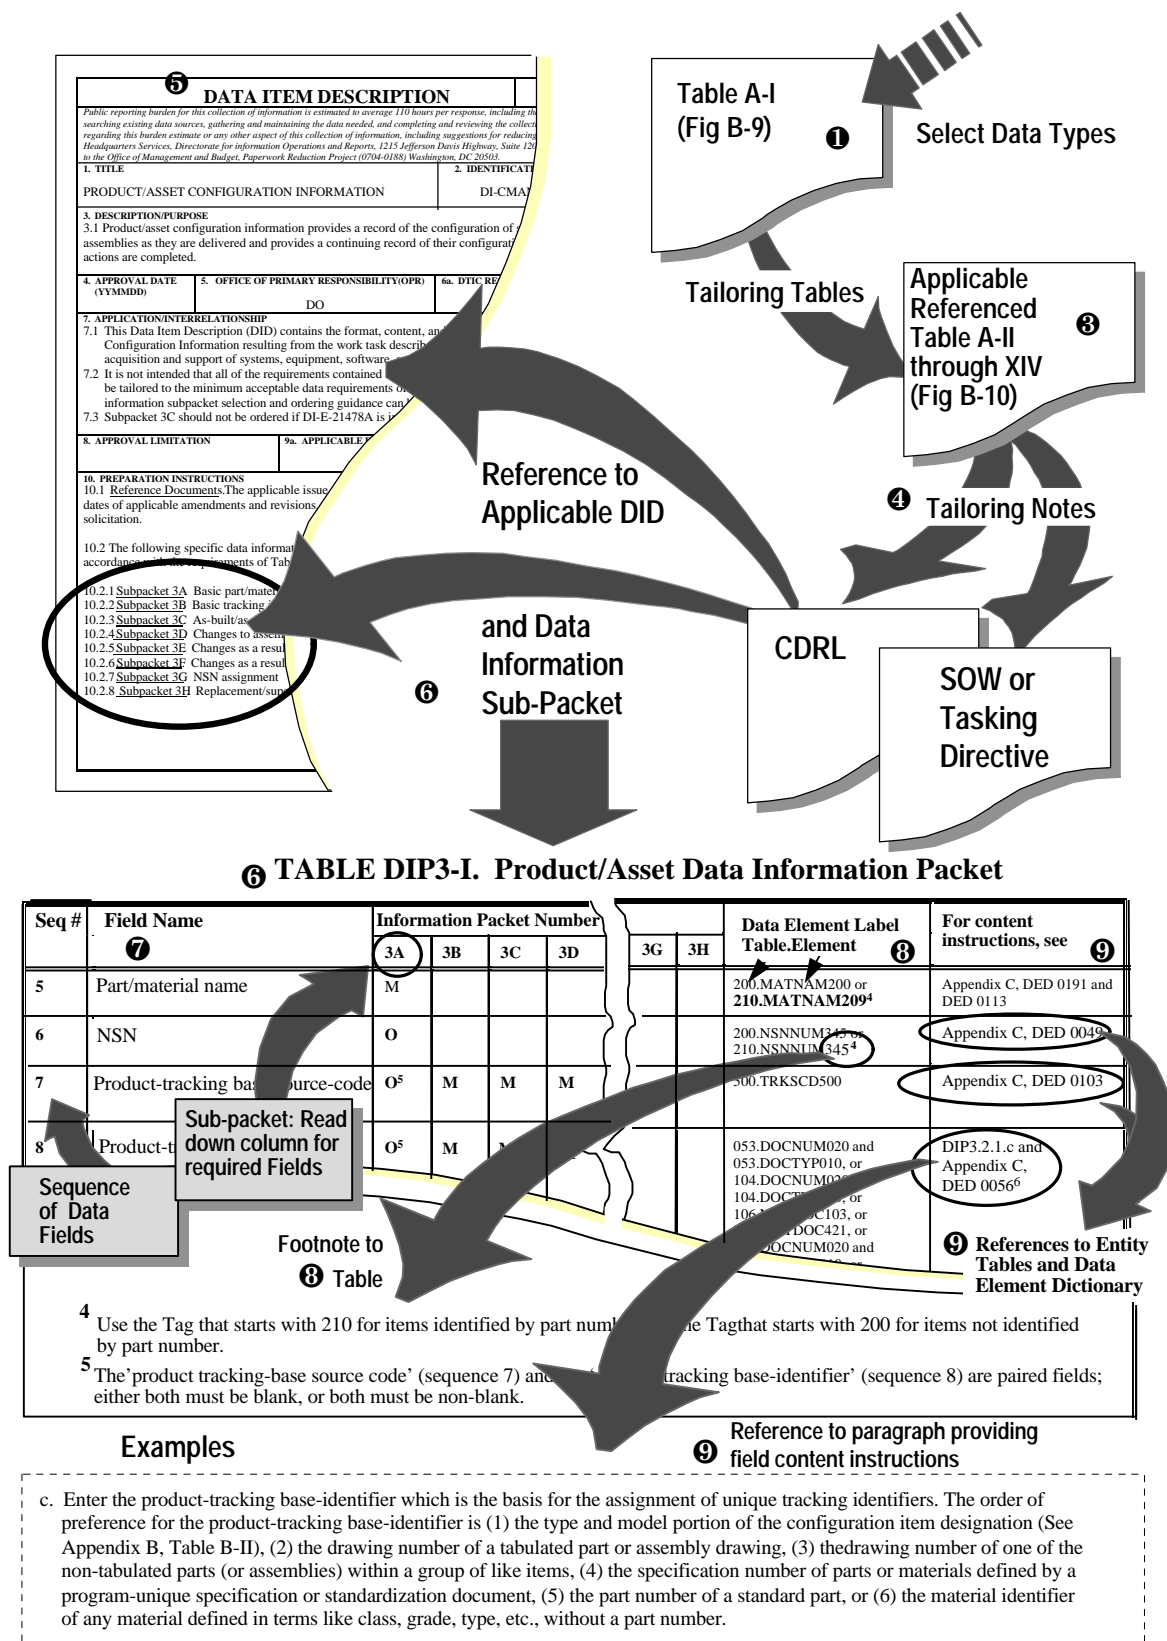 ❺
DATA ITEM DESCRIPTION
Public reporting burden for this collection of information is estimated to average 110 hours per response, including the
searching existing data sources, gathering and maintaining the data needed, and completing and reviewing the collect
regarding this burden estimate or any other aspect of this collection of information, including suggestions for reducing
Headquarters Services, Directorate for information Operations and Reports, 1215 Jefferson Davis Highway, Suite 120
to the Office of Management and Budget, Paperwork Reduction Project (0704-0188) Washington, DC 20503.
1. TITLE
2. IDENTIFICATI
PRODUCT/ASSET CONFIGURATION INFORMATION
DI-CMA
3. DESCRIPTION/PURPOSE
3.1 Product/asset configuration information provides a record of the configuration of
assemblies as they are delivered and provides a continuing record of their configurati
actions are completed.
4. APPROVAL DATE
(YYMMDD)
5. OFFICE OF PRIMARY RESPONSIBILITY(OPR)
DO
6a. DTIC RE
7. APPLICATION/INTERRELATIONSHIP
7.1 This Data Item Description (DID) contains the format, content, an
Configuration Information resulting from the work task describ
acquisition and support of systems, equipment, software,
7.2 It is not intended that all of the requirements contained
be tailored to the minimum acceptable data requirements o
information subpacket selection and ordering guidance can
7.3 Subpacket 3C should not be ordered if DI-E-21478A is i
8. APPROVAL LIMITATION
9a. APPLICABLE
10. PREPARATION INSTRUCTIONS
10.1 Reference Documents.The applicable issue
dates of applicable amendments and revisions
solicitation.
10.2 The following specific data informat
accordance with the requirements of Tab
10.2.1 Subpacket 3A Basic part/mate
10.2.2 Subpacket 3B Basic tracking
10.2.3 Subpacket 3C As-built/as
10.2.4 Subpacket 3D Changes to assem
10.2.5 Subpacket 3E Changes as a resul
10.2.6 Subpacket 3F Changes as a resul
10.2.7 Subpacket 3G NSN assignment
10.2.8 Subpacket 3H Replacement/sup
Table A-I
(Fig B-9)
❶
Select Data Types
Tailoring Tables
Applicable
Referenced
Table A-II
through XIV
(Fig B-10)
❸
❹ Tailoring Notes
Reference to
Applicable DID
and Data
Information
Sub-Packet
❻
CDRL
SOW or
Tasking
Directive
❻ TABLE DIP3-I. Product/Asset Data Information Packet
Seq #
Field Name
❼
Information Packet Number
3A 3B 3C 3D
3G 3H
Data Element Label
Table.Element
❽
For content
instructions, see
❾
5 Part/material name M
200.MATNAM200 or
210.MATNAM209⁴
Appendix C, DED 0191 and
DED 0113
6 NSN O
200.NSNNUM345 or
210.NSNNUM345⁴
Appendix C, DED 0049
7 Product-tracking base-source-code O⁵ M M M
500.TRKSCD500
Appendix C, DED 0103
8 Product-t O⁵ M M
053.DOCNUM020 and
053.DOCTYP010, or
104.DOCNUM020
104.DOCT or
106. OC103, or
DOC421, or
DOCNUM020 and
DIP3.2.1.c and
Appendix C,
DED 0056⁶
Sub-packet: Read
down column for
required Fields
Sequence
of Data
Fields
Footnote to
❽ Table
❾ References to Entity
Tables and Data
Element Dictionary
4 Use the Tag that starts with 210 for items identified by part num e Tagthat starts with 200 for items not identified
by part number.
5 The'product tracking-base source code' (sequence 7) and racking base-identifier' (sequence 8) are paired fields;
either both must be blank, or both must be non-blank.
Examples
❾ Reference to paragraph providing
field content instructions
c. Enter the product-tracking base-identifier which is the basis for the assignment of unique tracking identifiers. The order of
preference for the product-tracking base-identifier is (1) the type and model portion of the configuration item designation (See
Appendix B, Table B-II), (2) the drawing number of a tabulated part or assembly drawing, (3) thedrawing number of one of the
non-tabulated parts (or assemblies) within a group of like items, (4) the specification number of parts or materials defined by a
program-unique specification or standardization document, (5) the part number of a standard part, or (6) the material identifier
of any material defined in terms like class, grade, type, etc., without a part number.